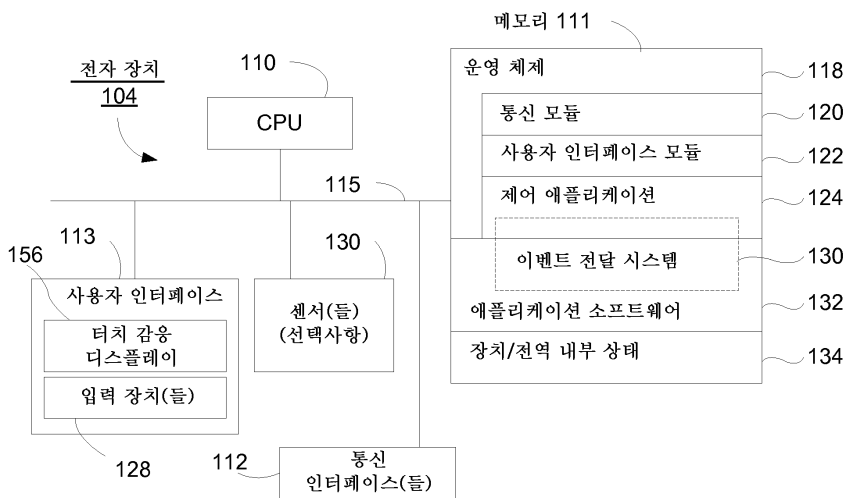 메모리 111
전자 장치
104
110
CPU
운영 체제
118
통신 모듈
120
사용자 인터페이스 모듈
122
제어 애플리케이션
124
115
이벤트 전달 시스템
130
애플리케이션 소프트웨어
132
장치/전역 내부 상태
134
113
156
사용자 인터페이스
터치 감응
디스플레이
입력 장치(들)
128
130
센서(들)
(선택사항)
112
통신
인터페이스(들)